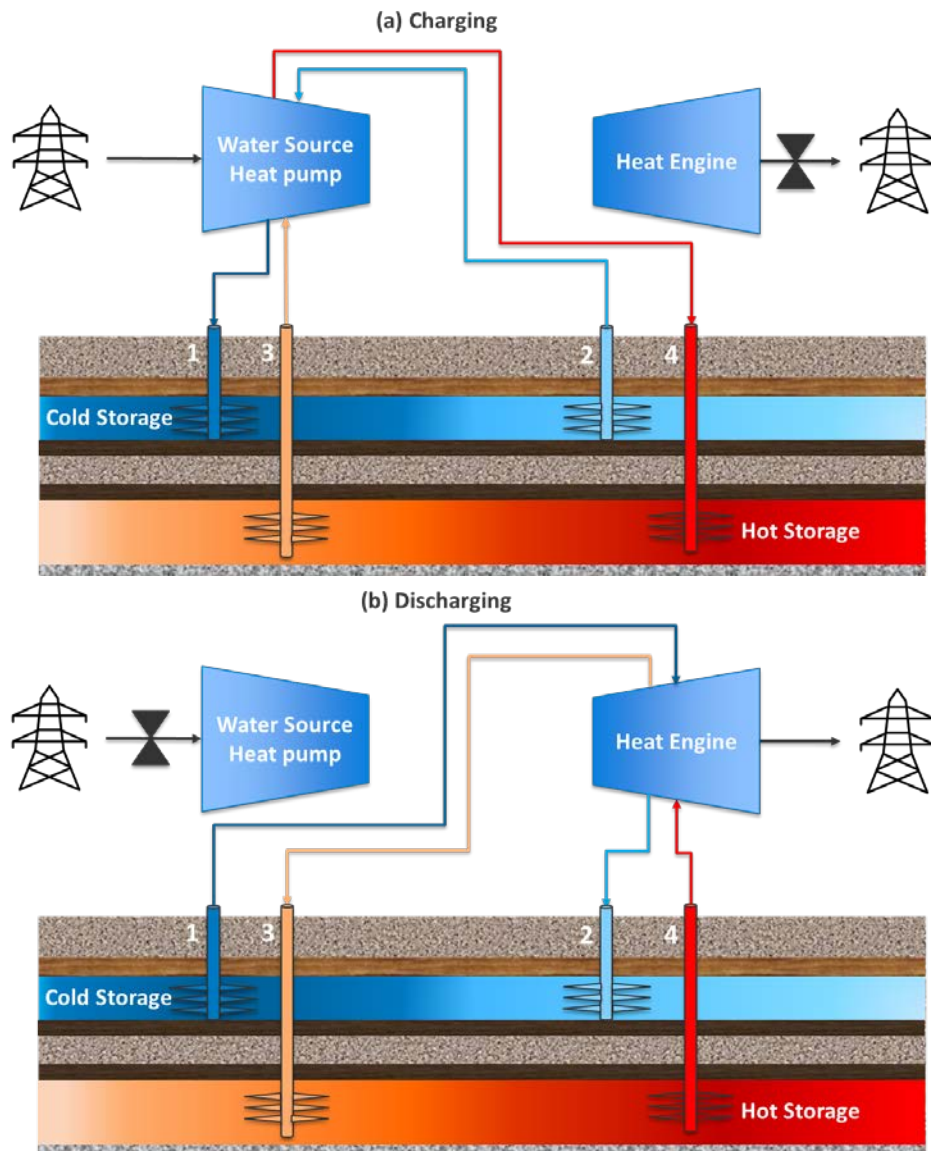 (a) Charging
Water Source
Heat pump
Heat Engine
1
3
2
4
Cold Storage
Hot Storage
(b) Discharging
Water Source
Heat pump
Heat Engine
1
3
2
4
Cold Storage
Hot Storage